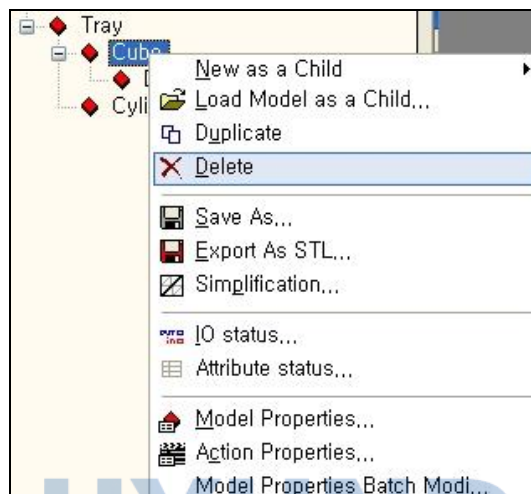 Tray
Cube
New as a Child
Load Model as a Child...
Cyli
Duplicate
Delete
Save As...
Export As STL...
Simplification...
IO status...
Attribute status...
Model Properties...
Action Properties...
Model Properties Batch Modi...